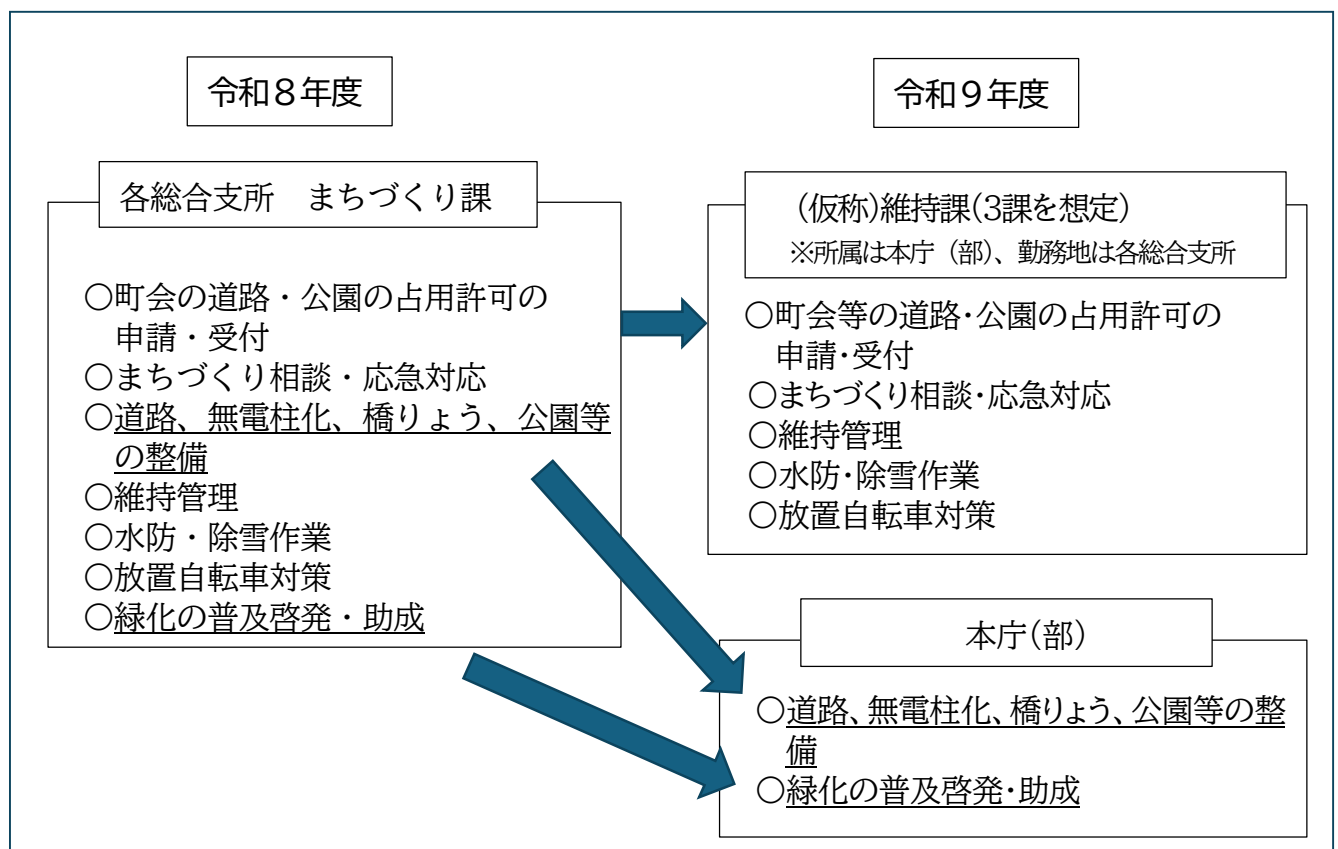 令和８年度
各総合支所　まちづくり課
○町会の道路・公園の占用許可の
申請・受付
○まちづくり相談・応急対応
○道路、無電柱化、橋りょう、公園等
の整備
○維持管理
○水防・除雪作業
○放置自転車対策
○緑化の普及啓発・助成
令和９年度
(仮称)維持課(3課を想定)
※所属は本庁（部）、勤務地は各総合支所
○町会等の道路・公園の占用許可の
申請・受付
○まちづくり相談・応急対応
○維持管理
○水防・除雪作業
○放置自転車対策
本庁(部)
○道路、無電柱化、橋りょう、公園等の整
備
○緑化の普及啓発・助成